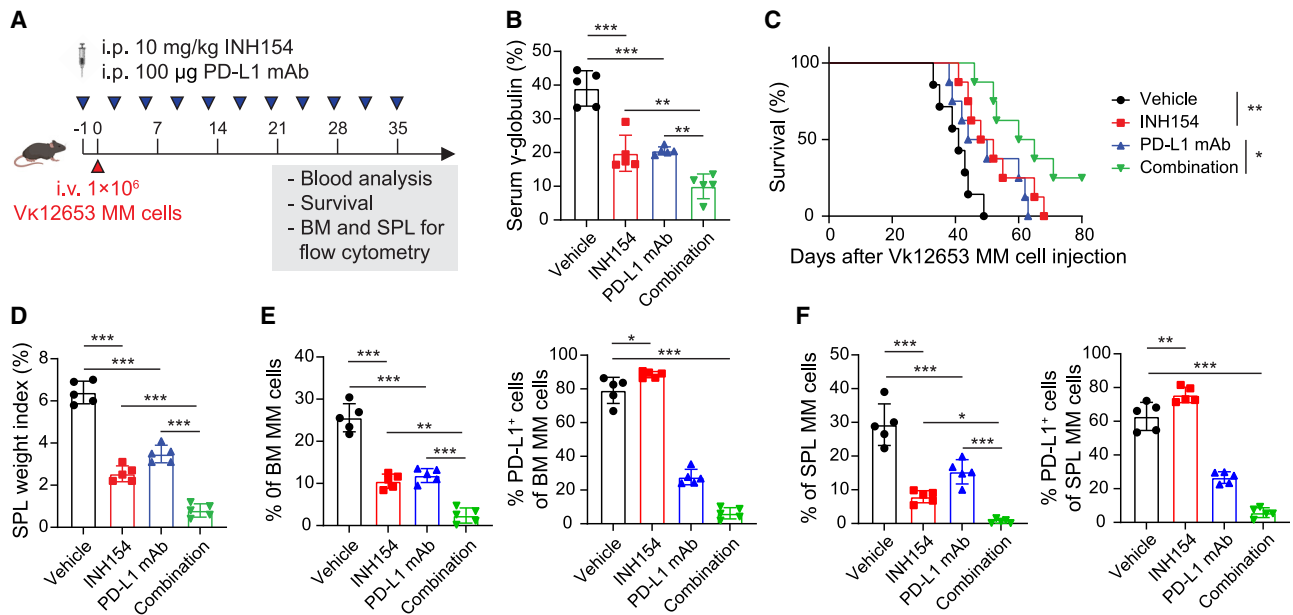 A
i.p. 10 mg/kg INH154
i.p. 100 µg PD-L1 mAb
-1 0 7 14 21 28 35
i.v. 1×10⁶
Vκ12653 MM cells
- Blood analysis
- Survival
- BM and SPL for
flow cytometry
B
Serum γ-globulin (%)
50
40
30
20
10
0
***
***
**
**
Vehicle
INH154
PD-L1 mAb
Combination
C
Survival (%)
100
50
0
0 20 40 60 80
Days after Vk12653 MM cell injection
Vehicle
INH154
PD-L1 mAb
Combination
**
*
D
SPL weight index (%)
8
6
4
2
0
***
***
***
***
Vehicle
INH154
PD-L1 mAb
Combination
E
% 0f BM MM cells
40
30
20
10
0
***
***
**
***
Vehicle
INH154
PD-L1 mAb
Combination
% PD-L1⁺ cells
of BM MM cells
100
80
60
40
20
0
*
***
Vehicle
INH154
PD-L1 mAb
Combination
F
% of SPL MM cells
50
40
30
20
10
0
***
***
*
***
Vehicle
INH154
PD-L1 mAb
Combination
% PD-L1⁺ cells
of SPL MM cells
100
80
60
40
20
0
**
***
Vehicle
INH154
PD-L1 mAb
Combination